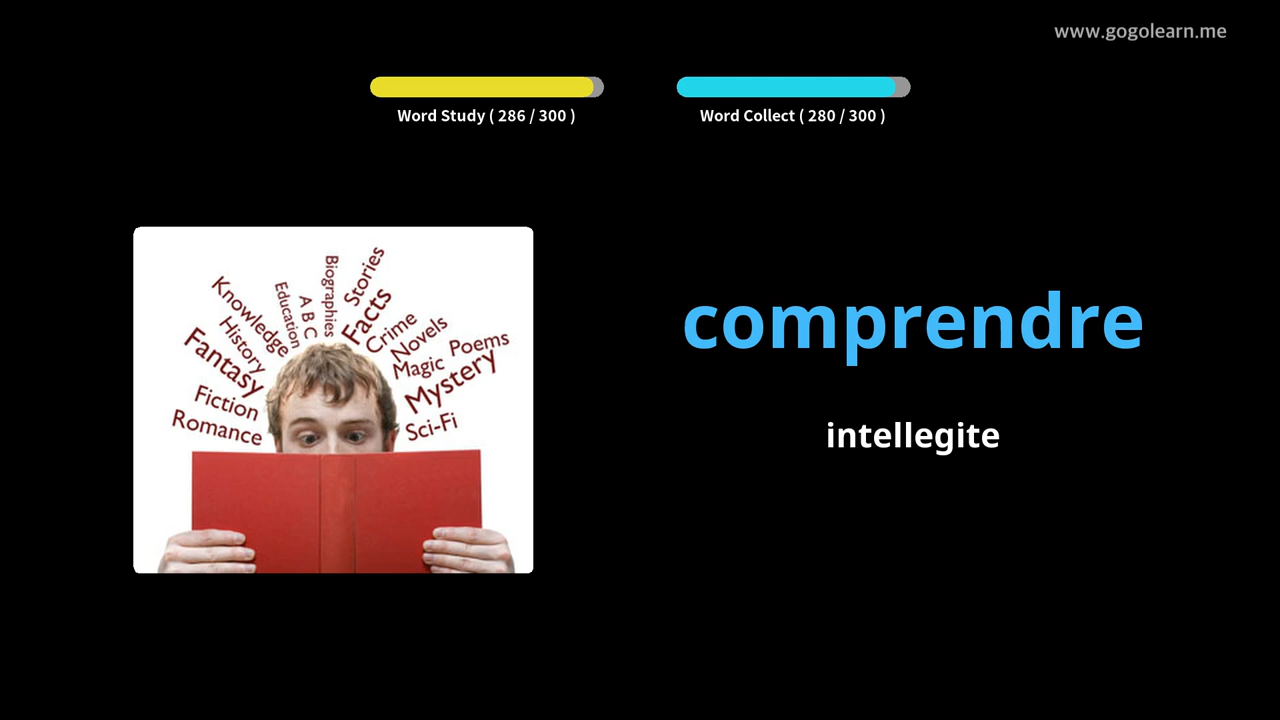 www.gogolearn.me
Word Study ( 286 / 300 )
Word Collect ( 280 / 300 )
comprendre
intellegite
Knowledge
History
Education
A B C
Biographies
Stories
Facts
Crime
Novels
Poems
Magic
Mystery
Sci-Fi
Fantasy
Fiction
Romance